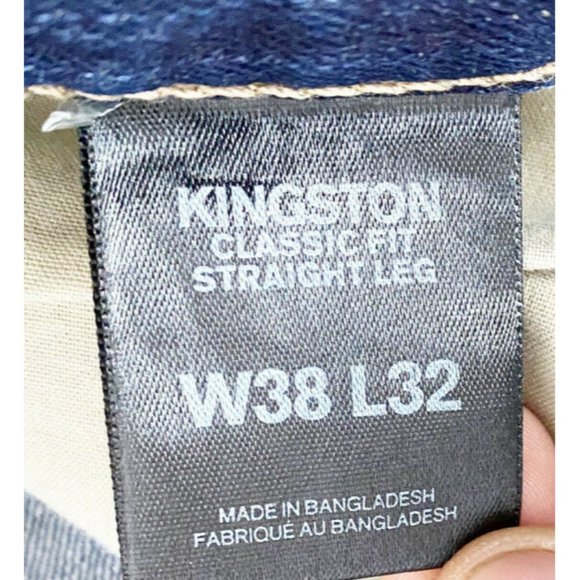 KINGSTON
CLASSIC FIT
STRAIGHT LEG
W38 L32
MADE IN BANGLADESH
FABRIQUÉ AU BANGLADESH